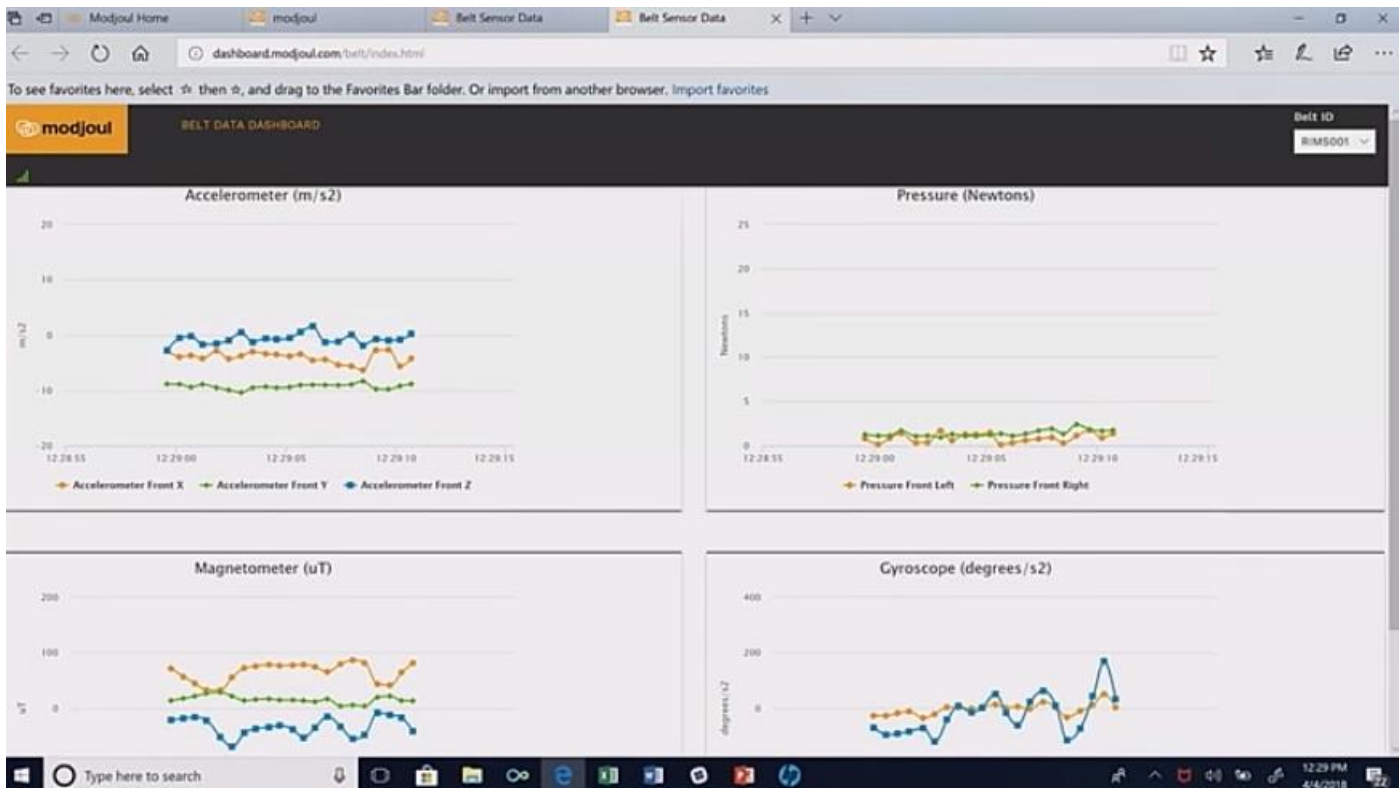 Modjoul Home
modjoul
Belt Sensor Data
Belt Sensor Data
dashboard.modjoul.com/belt/index.html
To see favorites here, select ☆ then ☆, and drag to the Favorites Bar folder. Or import from another browser. Import favorites
modjoul
BELT DATA DASHBOARD
Belt ID
RIMS001
Accelerometer (m/s2)
20
10
0
-10
-20
m/s2
12:28:55 12:29:00 12:29:05 12:29:10 12:29:15
Accelerometer Front X Accelerometer Front Y Accelerometer Front Z
Pressure (Newtons)
25
20
15
10
5
0
Newtons
12:28:55 12:29:00 12:29:05 12:29:10 12:29:15
Pressure Front Left Pressure Front Right
Magnetometer (uT)
200
100
0
uT
Gyroscope (degrees/s2)
400
200
0
degrees/s2
Type here to search
12:29 PM
4/4/2018
22